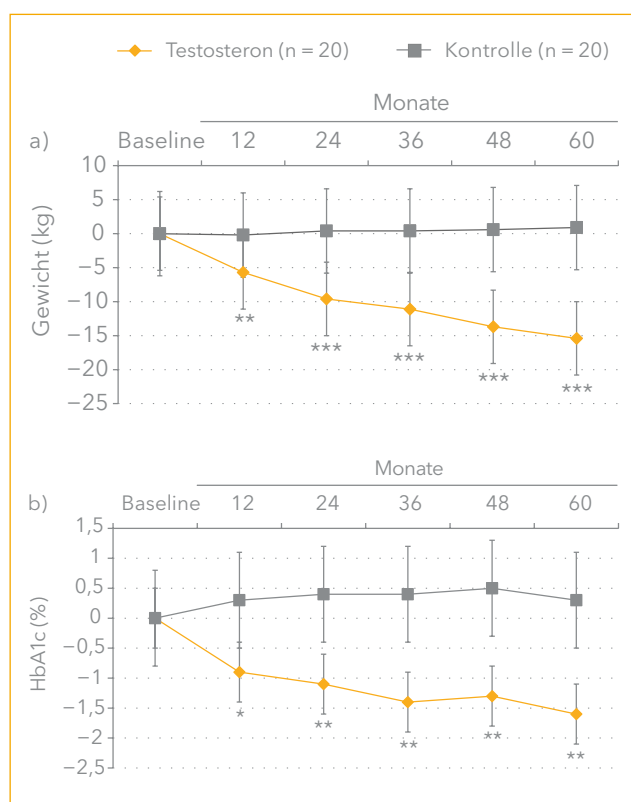 Testosteron (n = 20) Kontrolle (n = 20)
Monate
a) Baseline 12 24 36 48 60
10
5
0
−5
−10
−15
−20
−25
Gewicht (kg)
** *** *** *** ***
Monate
b) Baseline 12 24 36 48 60
1,5
1
0,5
0
−0,5
−1
−1,5
−2
−2,5
HbA1c (%)
* ** ** ** **